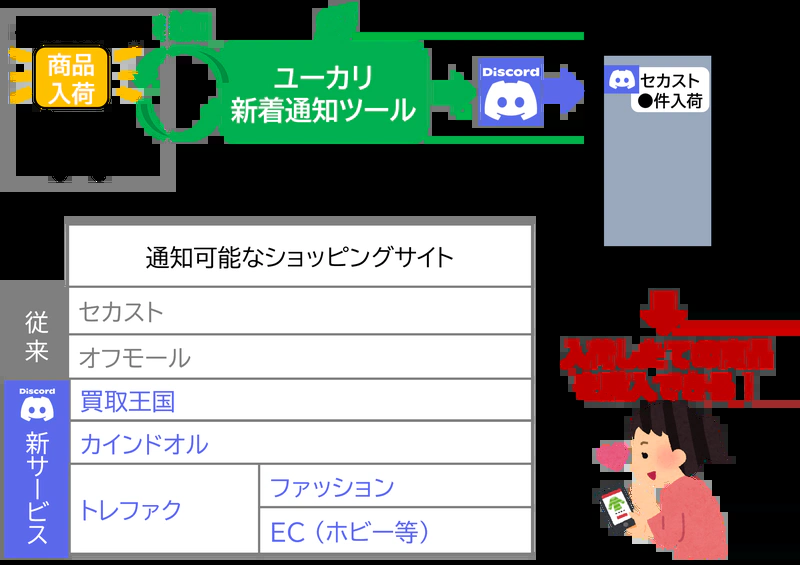 商品
入荷
ユーカリ
新着通知ツール
Discord
セカスト
●件入荷
通知可能なショッピングサイト
従来
セカスト
オフモール
Discord
新サービス
買取王国
カインドオル
トレファク
ファッション
EC（ホビー等）